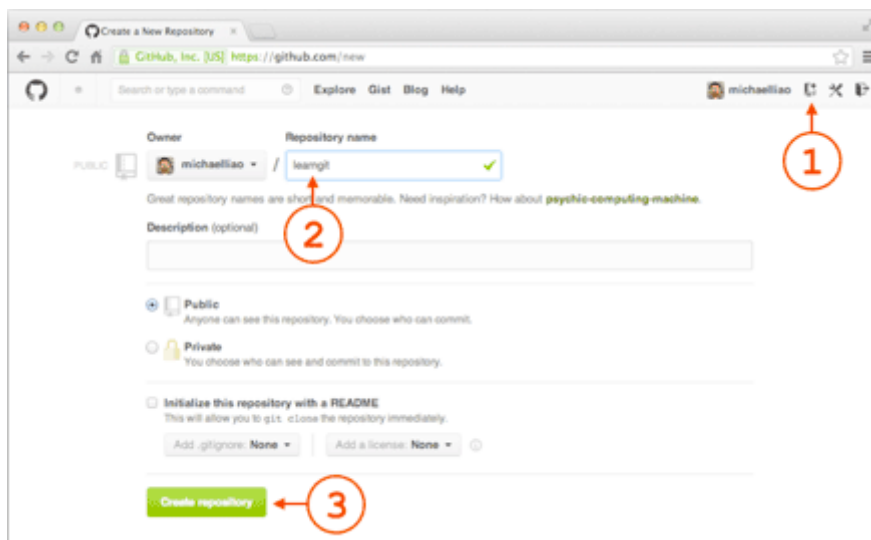 Create a New Repository
GitHub, Inc. [US] https://github.com/new
Search or type a command Explore Gist Blog Help michaelliao
1
Owner Repository name
PUBLIC michaelliao / learngit
Great repository names are short and memorable. Need inspiration? How about psychic-computing-machine.
2
Description (optional)
Public
Anyone can see this repository. You choose who can commit.
Private
You choose who can see and commit to this repository.
Initialize this repository with a README
This will allow you to git clone the repository immediately.
Add .gitignore: None Add a license: None
Create repository 3